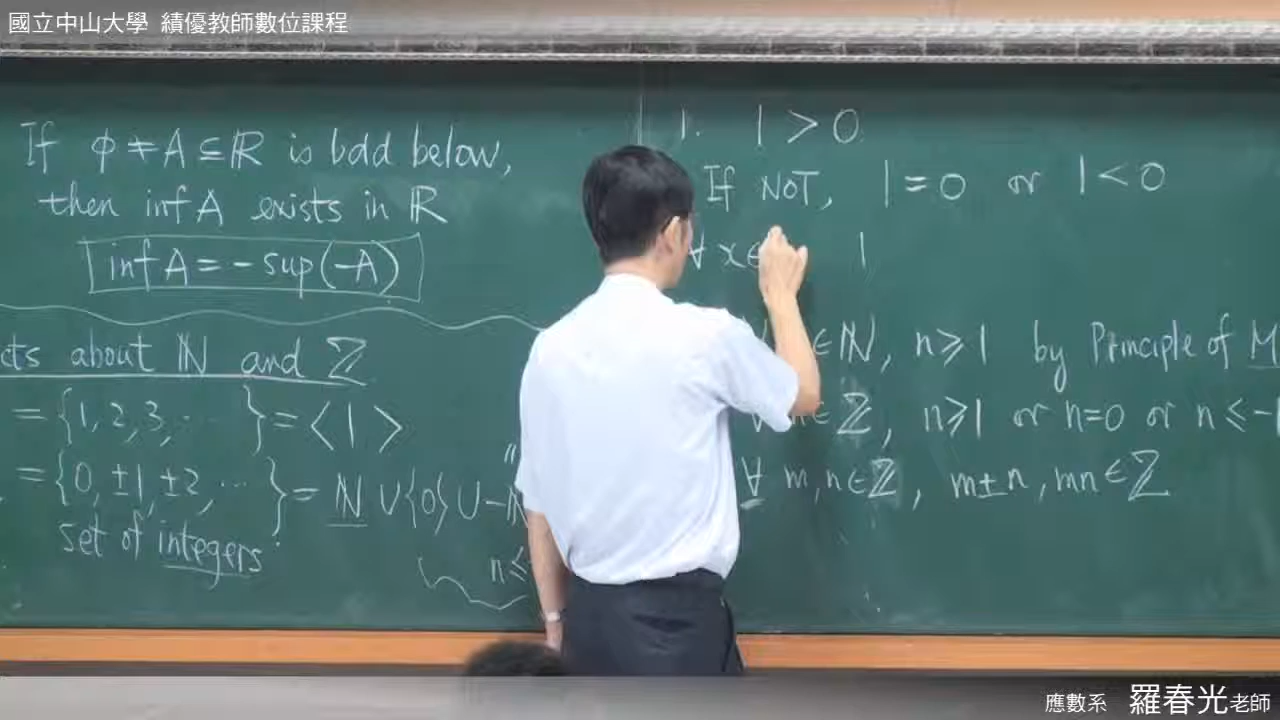 國立中山大學 績優教師數位課程
If φ ≠ A ⊆ ℝ is bdd below,
then inf A exists in ℝ
inf A = - sup(-A)
cts about ℕ and ℤ
= {1, 2, 3, ... } = <1>
= {0, ±1, ±2, ... } = ℕ ∪ {0} ∪ -ℕ
set of integers
n ≤
1. 1 > 0
If NOT, 1 = 0 or 1 < 0
∀ x ∈ 1
∈ ℕ, n ≥ 1 by Principle of M
∈ ℤ, n ≥ 1 or n = 0 or n ≤ -1
∀ m, n ∈ ℤ, m ± n, mn ∈ ℤ
應數系 羅春光老師